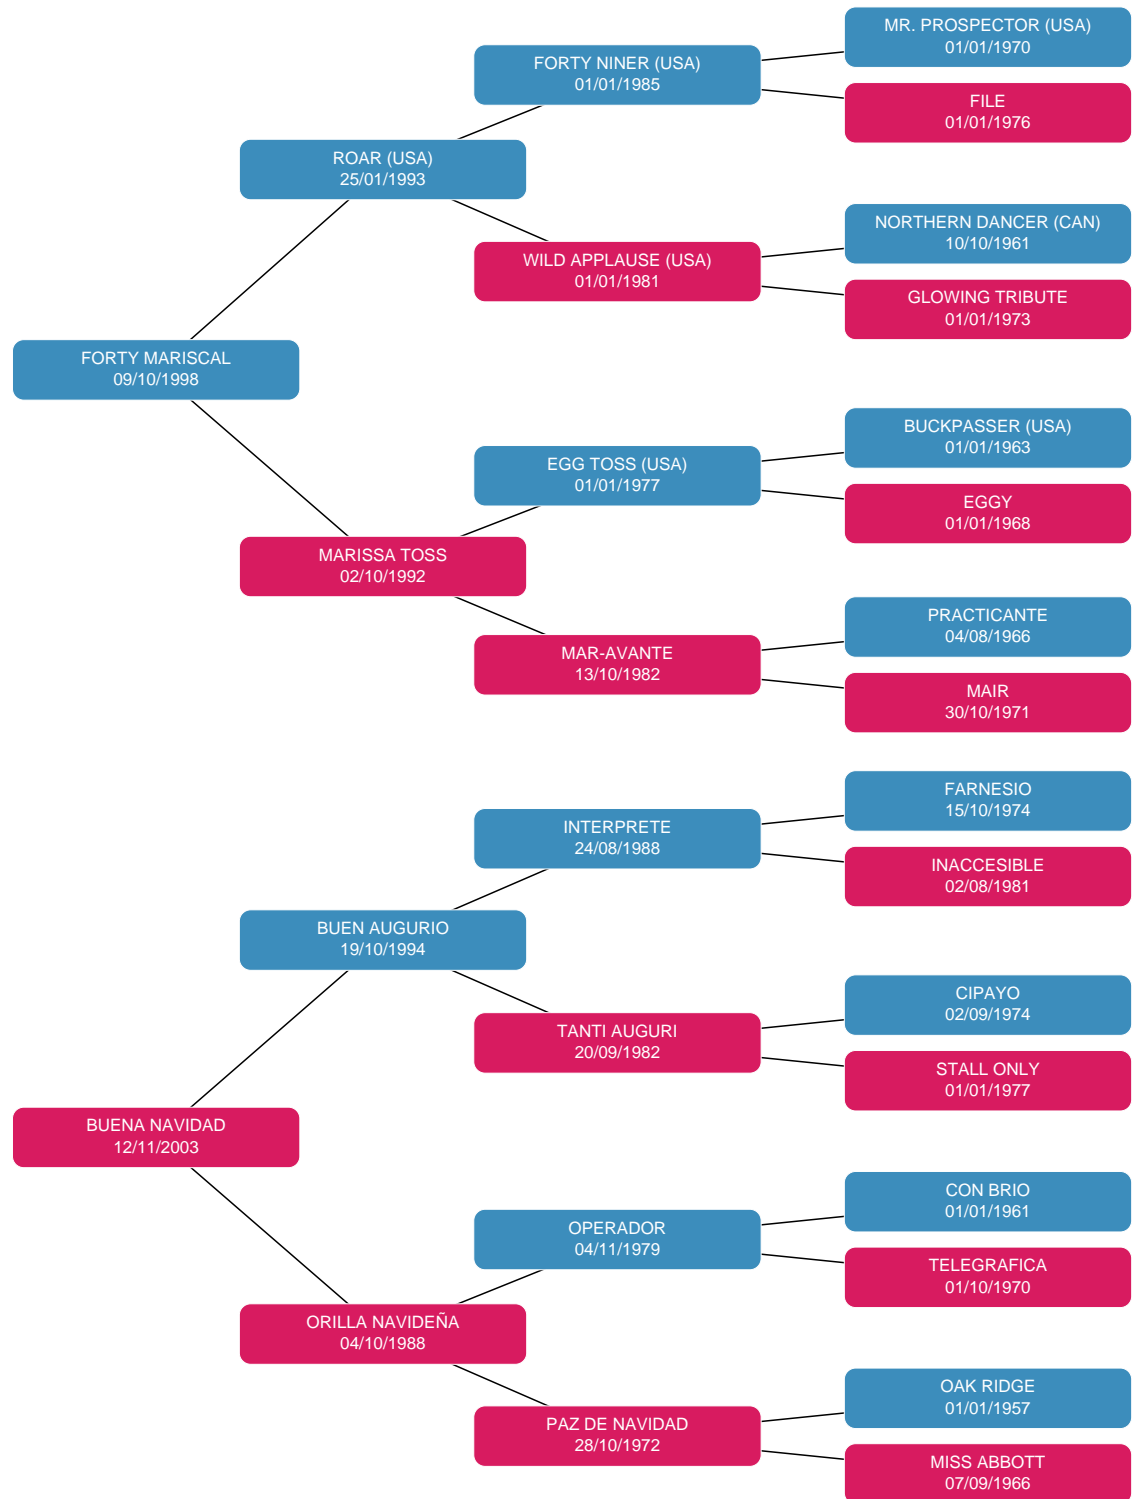 MR. PROSPECTOR (USA)
01/01/1970
FORTY NINER (USA)
01/01/1985
FILE
01/01/1976
ROAR (USA)
25/01/1993
NORTHERN DANCER (CAN)
10/10/1961
WILD APPLAUSE (USA)
01/01/1981
GLOWING TRIBUTE
01/01/1973
FORTY MARISCAL
09/10/1998
BUCKPASSER (USA)
01/01/1963
EGG TOSS (USA)
01/01/1977
EGGY
01/01/1968
MARISSA TOSS
02/10/1992
PRACTICANTE
04/08/1966
MAR-AVANTE
13/10/1982
MAIR
30/10/1971
FARNESIO
15/10/1974
INTERPRETE
24/08/1988
INACCESIBLE
02/08/1981
BUEN AUGURIO
19/10/1994
CIPAYO
02/09/1974
TANTI AUGURI
20/09/1982
STALL ONLY
01/01/1977
BUENA NAVIDAD
12/11/2003
CON BRIO
01/01/1961
OPERADOR
04/11/1979
TELEGRAFICA
01/10/1970
ORILLA NAVIDEÑA
04/10/1988
OAK RIDGE
01/01/1957
PAZ DE NAVIDAD
28/10/1972
MISS ABBOTT
07/09/1966